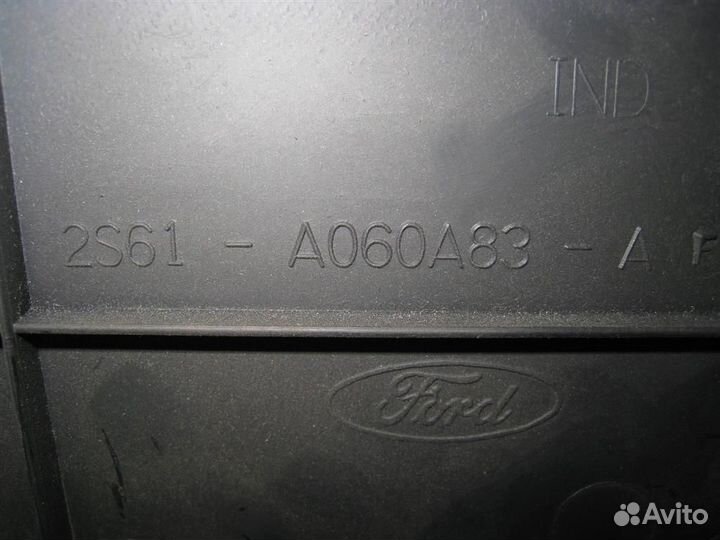 IND
2S61 - A060A83 - A
Ford
Avito